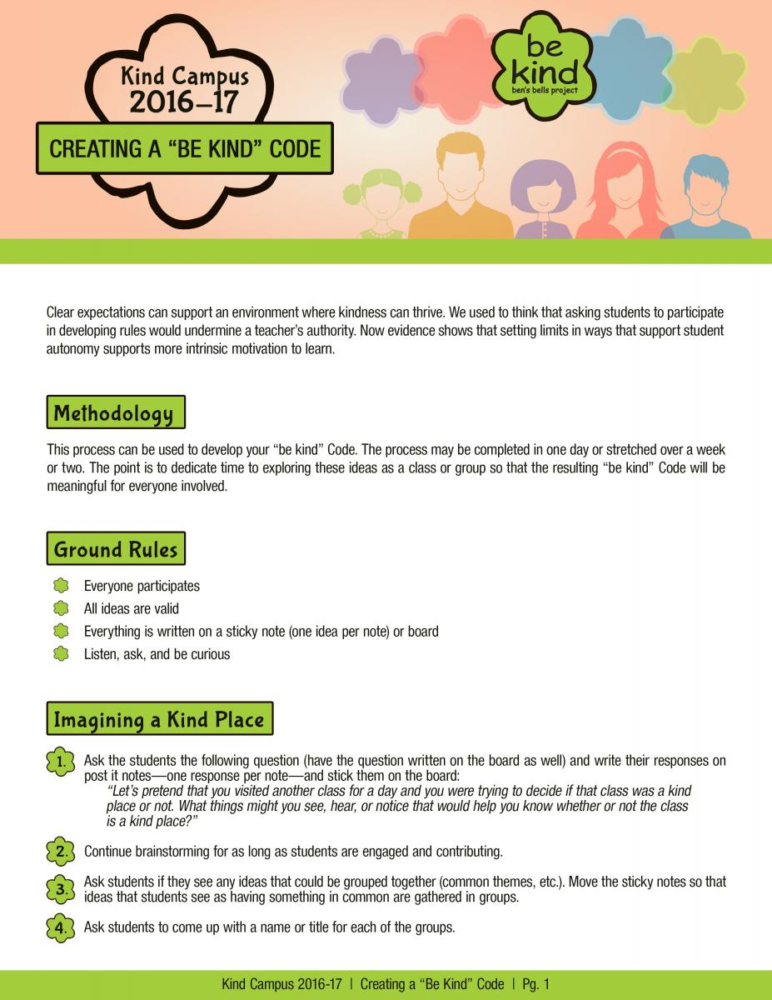 Kind Campus
2016–17
CREATING A “BE KIND” CODE
be
kind
ben's bells project
Clear expectations can support an environment where kindness can thrive. We used to think that asking students to participate
in developing rules would undermine a teacher’s authority. Now evidence shows that setting limits in ways that support student
autonomy supports more intrinsic motivation to learn.
Methodology
This process can be used to develop your “be kind” Code. The process may be completed in one day or stretched over a week
or two. The point is to dedicate time to exploring these ideas as a class or group so that the resulting “be kind” Code will be
meaningful for everyone involved.
Ground Rules
Everyone participates
All ideas are valid
Everything is written on a sticky note (one idea per note) or board
Listen, ask, and be curious
Imagining a Kind Place
1. Ask the students the following question (have the question written on the board as well) and write their responses on
post it notes—one response per note—and stick them on the board:
“Let’s pretend that you visited another class for a day and you were trying to decide if that class was a kind
place or not. What things might you see, hear, or notice that would help you know whether or not the class
is a kind place?”
2. Continue brainstorming for as long as students are engaged and contributing.
3. Ask students if they see any ideas that could be grouped together (common themes, etc.). Move the sticky notes so that
ideas that students see as having something in common are gathered in groups.
4. Ask students to come up with a name or title for each of the groups.
Kind Campus 2016-17 | Creating a “Be Kind” Code | Pg. 1